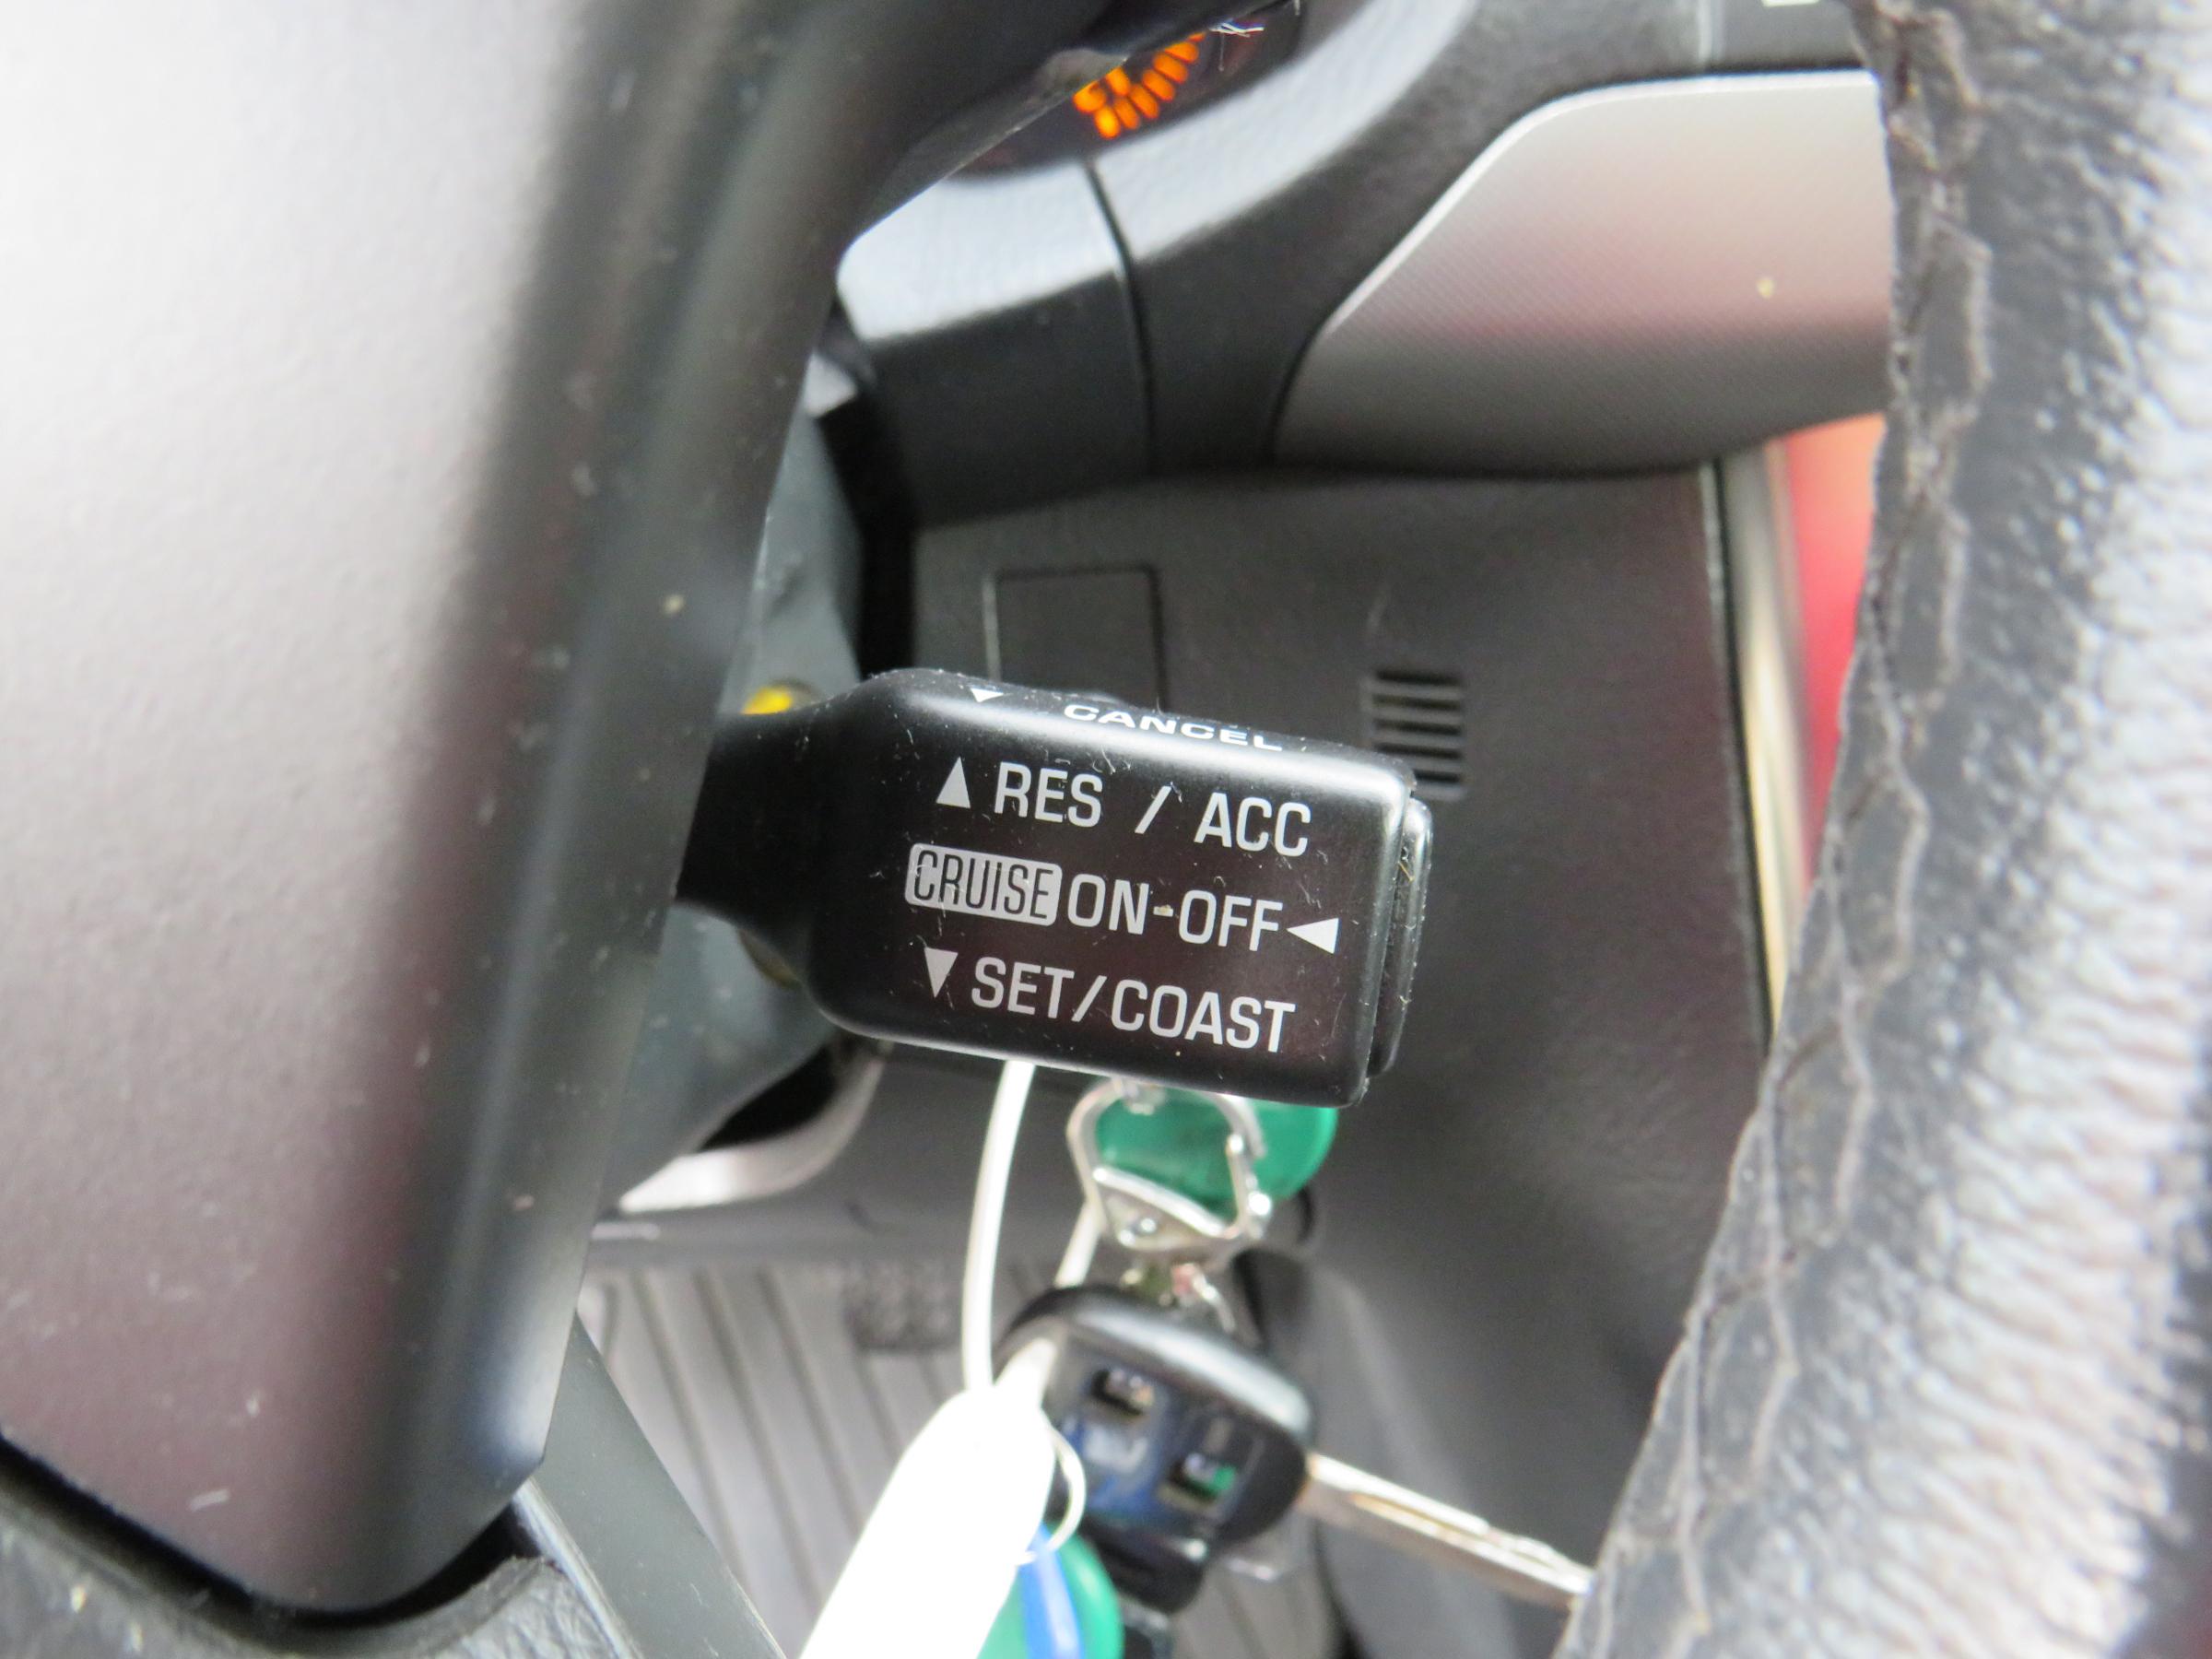 CANCEL
RES / ACC
CRUISE ON-OFF
SET/COAST